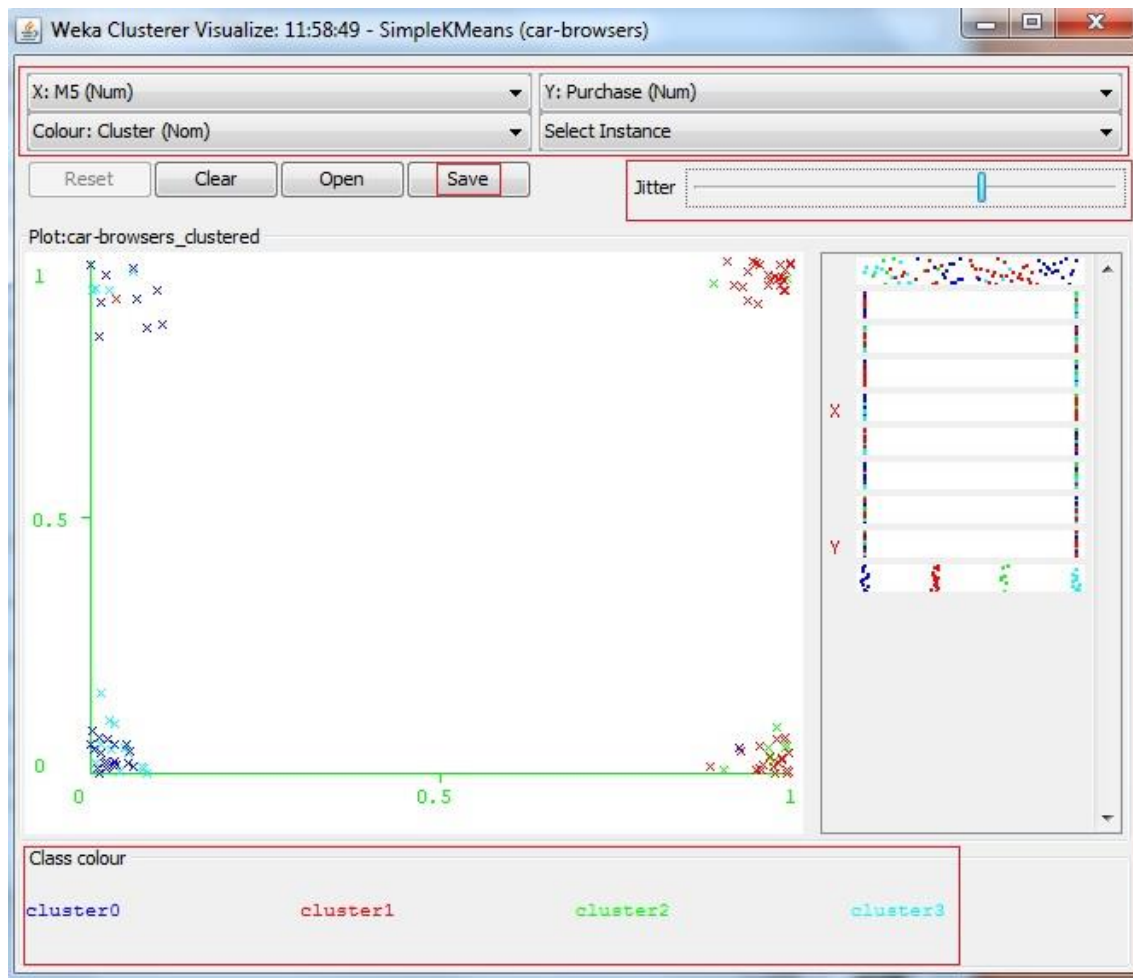 Weka Clusterer Visualize: 11:58:49 - SimpleKMeans (car-browsers)
X: M5 (Num) Y: Purchase (Num)
Colour: Cluster (Nom) Select Instance
Reset Clear Open Save Jitter
Plot:car-browsers_clustered
1
X
0.5
Y
0
0 0.5 1
Class colour
cluster0 cluster1 cluster2 cluster3